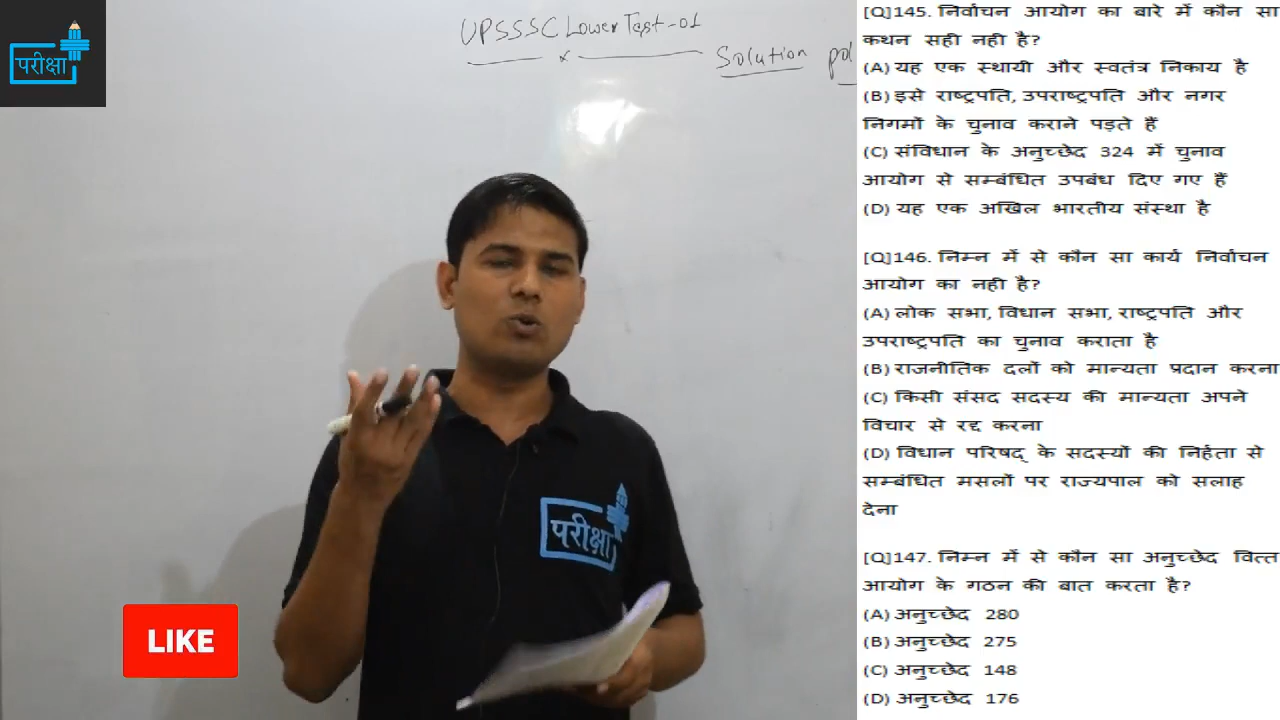 परीक्षा
UPSSSC Lower Test-01
Solution pol
परीक्षा
LIKE
[Q]145. निर्वाचन आयोग का बारे में कौन सा
कथन सही नही है?
(A) यह एक स्थायी और स्वतंत्र निकाय है
(B) इसे राष्ट्रपति, उपराष्ट्रपति और नगर
निगमों के चुनाव कराने पड़ते हैं
(C) संविधान के अनुच्छेद 324 में चुनाव
आयोग से सम्बंधित उपबंध दिए गए हैं
(D) यह एक अखिल भारतीय संस्था है
[Q]146. निम्न में से कौन सा कार्य निर्वाचन
आयोग का नही है?
(A) लोक सभा, विधान सभा, राष्ट्रपति और
उपराष्ट्रपति का चुनाव कराता है
(B) राजनीतिक दलों को मान्यता प्रदान करना
(C) किसी संसद सदस्य की मान्यता अपने
विचार से रद्द करना
(D) विधान परिषद् के सदस्यों की निर्हता से
सम्बंधित मसलों पर राज्यपाल को सलाह
देना
[Q]147. निम्न में से कौन सा अनुच्छेद वित्त
आयोग के गठन की बात करता है?
(A) अनुच्छेद 280
(B) अनुच्छेद 275
(C) अनुच्छेद 148
(D) अनुच्छेद 176